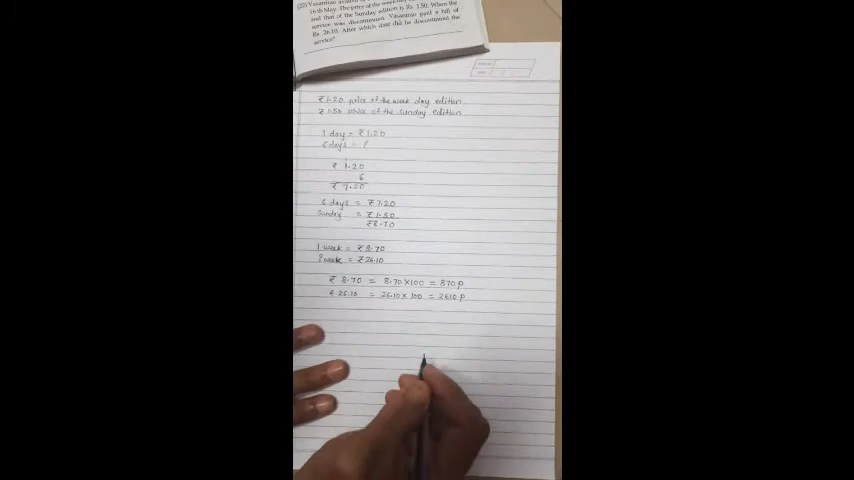 (22) Vasantrao availed
16th May. The price of the week
and that of the Sunday edition is Rs. 1.50. When the
service was discontinued, Vasantrao paid a bill of
Rs. 26.10. After which date did he discontinued the
service?
₹1.20 price of the week day edition
₹1.50 price of the Sunday edition
1 day = ₹1.20
6 days = ?
₹ 1.20
6
₹ 7.20
6 days = ₹7.20
Sunday = ₹1.50
₹8.70
1 week = ₹8.70
? week = ₹26.10
₹ 8.70 = 8.70×100 = 870 P
₹ 26.10 = 26.10 × 100 = 2610 P